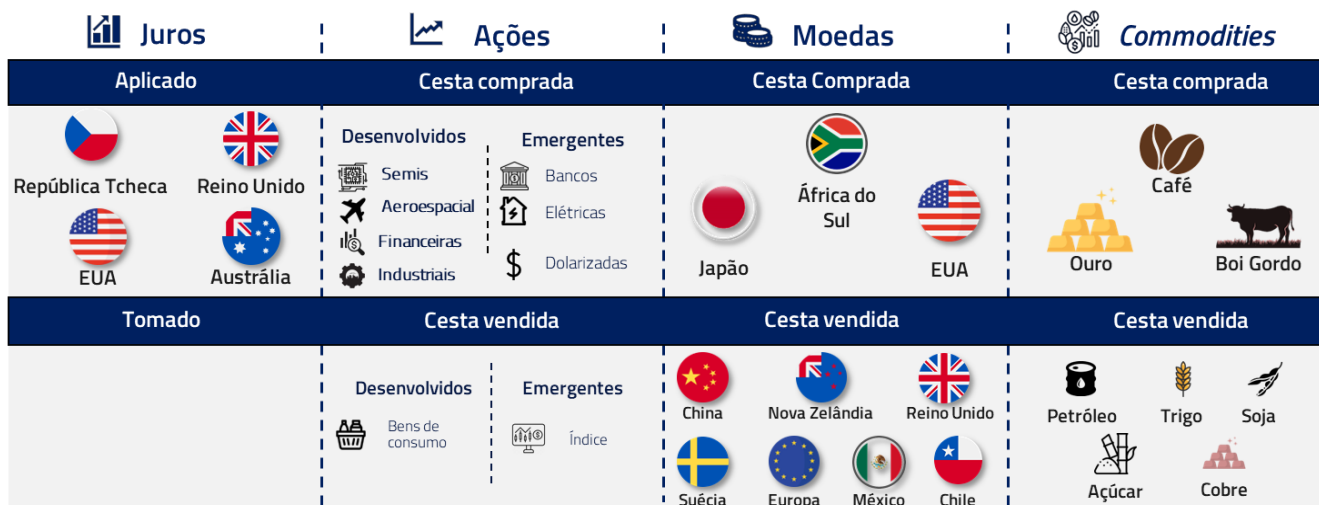 Juros
Ações
Moedas
Commodities
Aplicado
Cesta comprada
Cesta Comprada
Cesta comprada
República Tcheca
Reino Unido
EUA
Austrália
Desenvolvidos
Semis
Aeroespacial
Financeiras
Industriais
Emergentes
Bancos
Elétricas
Dolarizadas
Japão
África do
Sul
EUA
Café
Ouro
Boi Gordo
Tomado
Cesta vendida
Cesta vendida
Cesta vendida
Desenvolvidos
Bens de
consumo
Emergentes
Índice
China
Nova Zelândia
Reino Unido
Suécia
Europa
México
Chile
Petróleo
Trigo
Soja
Açúcar
Cobre